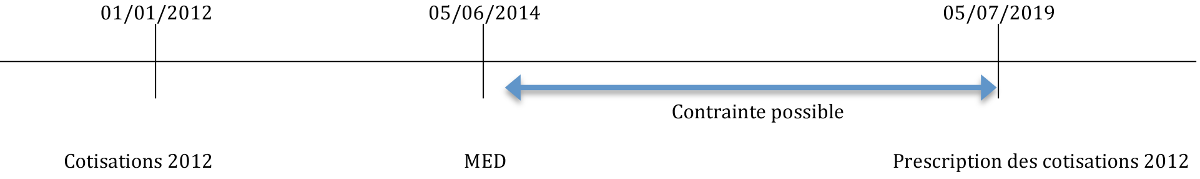 01/01/2012 05/06/2014 05/07/2019
Contrainte possible
Cotisations 2012 MED Prescription des cotisations 2012